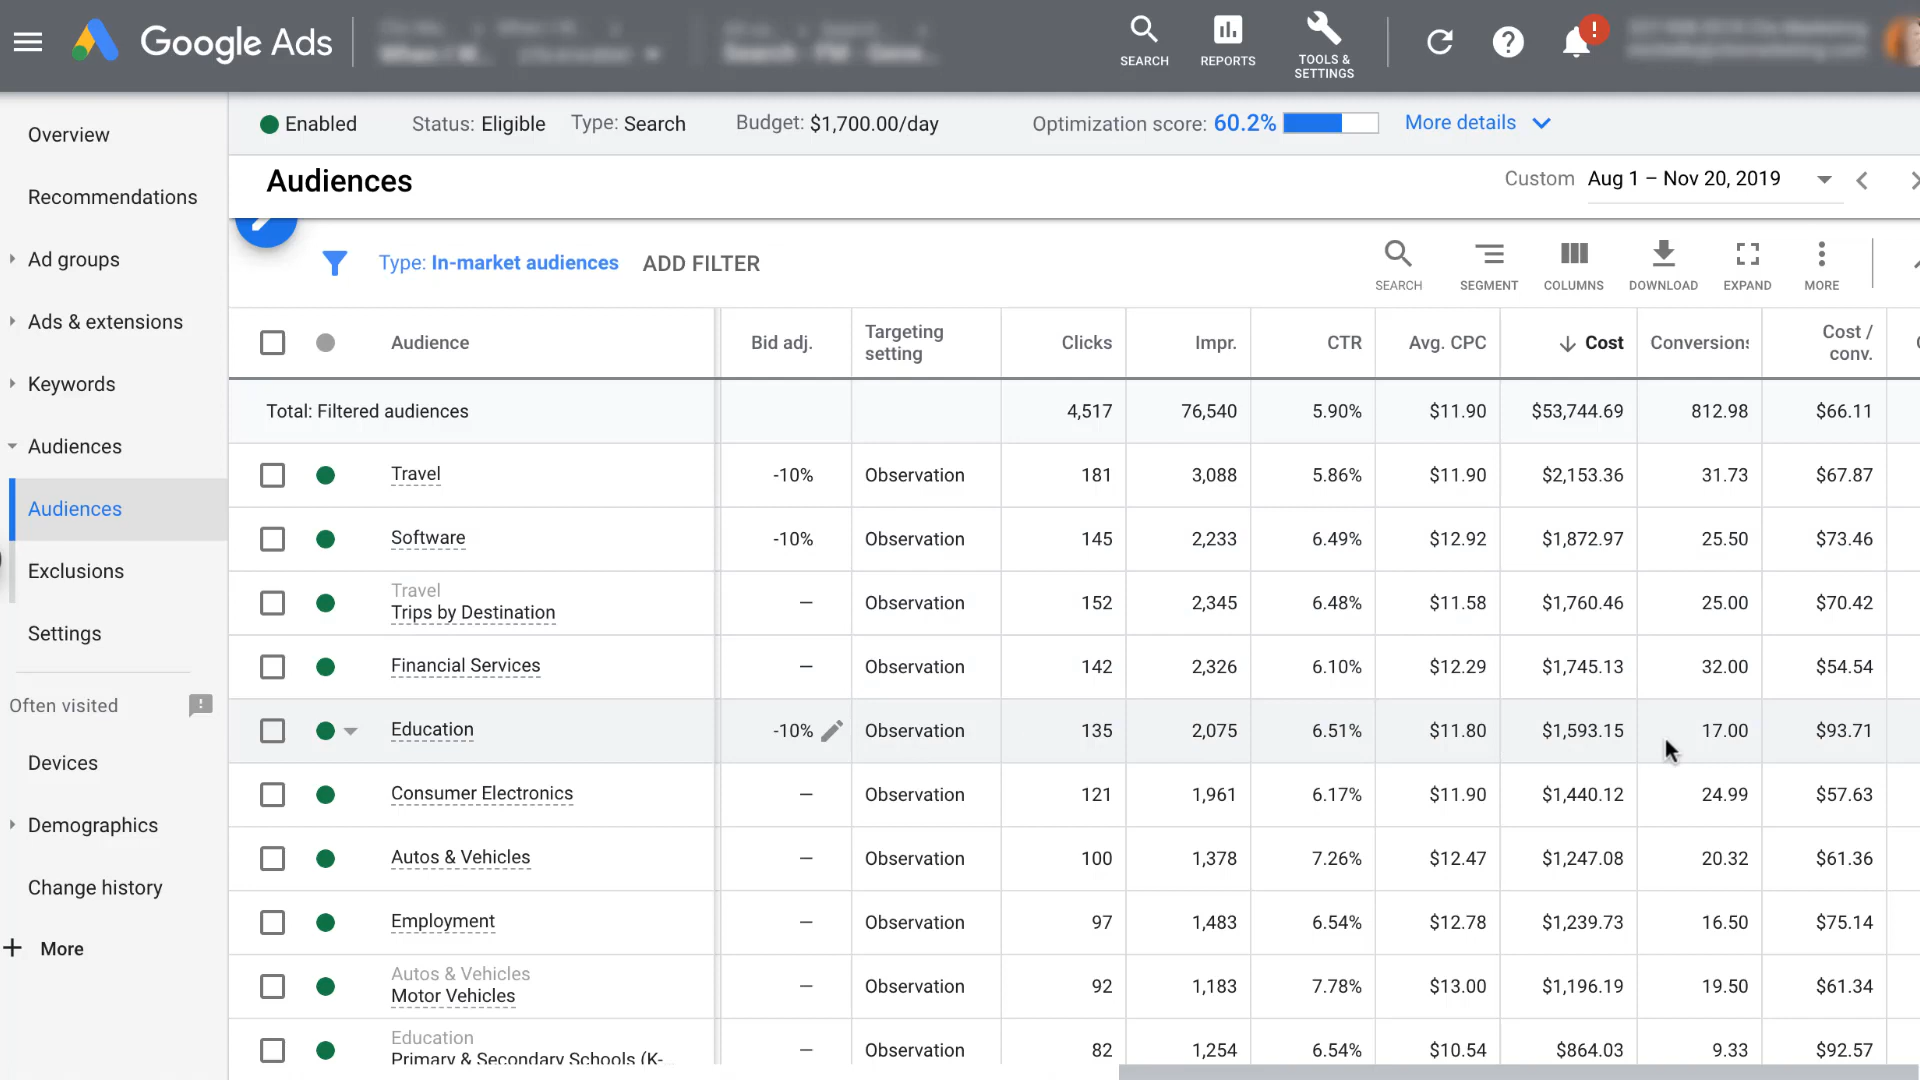 Google Ads
SEARCH
REPORTS
TOOLS &
SETTINGS
!
Overview
Recommendations
Ad groups
Ads & extensions
Keywords
Audiences
Audiences
Exclusions
Settings
Often visited
!
Devices
Demographics
Change history
+ More
Enabled Status: Eligible Type: Search Budget: $1,700.00/day Optimization score: 60.2% More details
Audiences
Custom Aug 1 – Nov 20, 2019
Type: In-market audiences ADD FILTER
SEARCH SEGMENT COLUMNS DOWNLOAD EXPAND MORE
Audience Bid adj. Targeting setting Clicks Impr. CTR Avg. CPC Cost Conversions Cost / conv.
Total: Filtered audiences 4,517 76,540 5.90% $11.90 $53,744.69 812.98 $66.11
Travel -10% Observation 181 3,088 5.86% $11.90 $2,153.36 31.73 $67.87
Software -10% Observation 145 2,233 6.49% $12.92 $1,872.97 25.50 $73.46
Travel
Trips by Destination — Observation 152 2,345 6.48% $11.58 $1,760.46 25.00 $70.42
Financial Services — Observation 142 2,326 6.10% $12.29 $1,745.13 32.00 $54.54
Education -10% Observation 135 2,075 6.51% $11.80 $1,593.15 17.00 $93.71
Consumer Electronics — Observation 121 1,961 6.17% $11.90 $1,440.12 24.99 $57.63
Autos & Vehicles — Observation 100 1,378 7.26% $12.47 $1,247.08 20.32 $61.36
Employment — Observation 97 1,483 6.54% $12.78 $1,239.73 16.50 $75.14
Autos & Vehicles
Motor Vehicles — Observation 92 1,183 7.78% $13.00 $1,196.19 19.50 $61.34
Education
Primary & Secondary Schools (K-... — Observation 82 1,254 6.54% $10.54 $864.03 9.33 $92.57